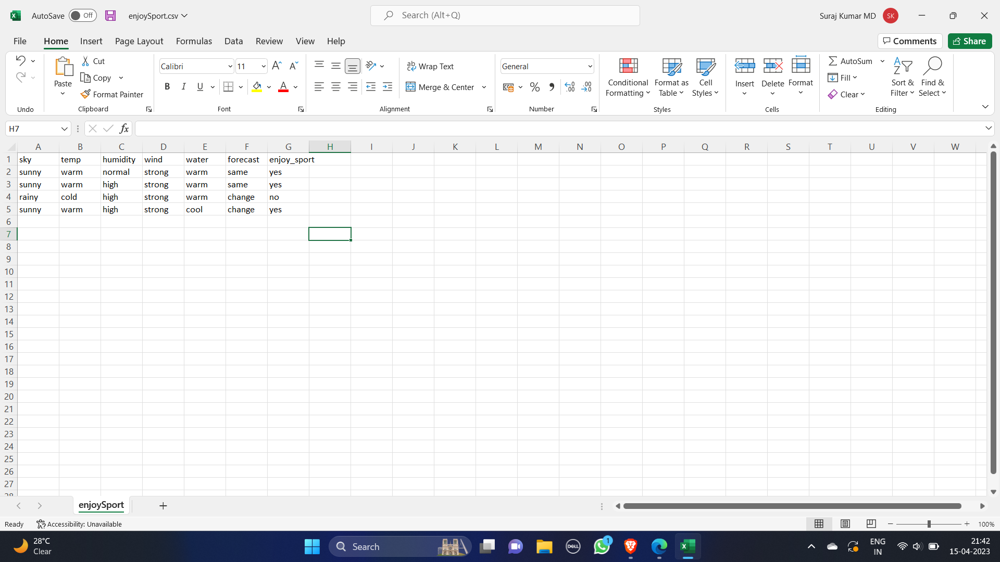 AutoSave Off enjoySport.csv Search (Alt+Q) Suraj Kumar MD SK
File Home Insert Page Layout Formulas Data Review View Help Comments Share
Paste Cut Copy Format Painter
Calibri 11 B I U A
ab Wrap Text Merge & Center
General % 9 .00
Conditional Formatting Format as Table Cell Styles
Insert Delete Format
AutoSum Fill Clear Sort & Filter Find & Select
Undo Clipboard Font Alignment Number Styles Cells Editing
H7 fx
A B C D E F G H I J K L M N O P Q R S T U V W
1 sky temp humidity wind water forecast enjoy_sport
2 sunny warm normal strong warm same yes
3 sunny warm high strong warm same yes
4 rainy cold high strong warm change no
5 sunny warm high strong cool change yes
6
7
8
9
10
11
12
13
14
15
16
17
18
19
20
21
22
23
24
25
26
27
28
enjoySport
Ready Accessibility: Unavailable 100%
28°C Clear Search DELL 1 ENG IN 21:42 15-04-2023